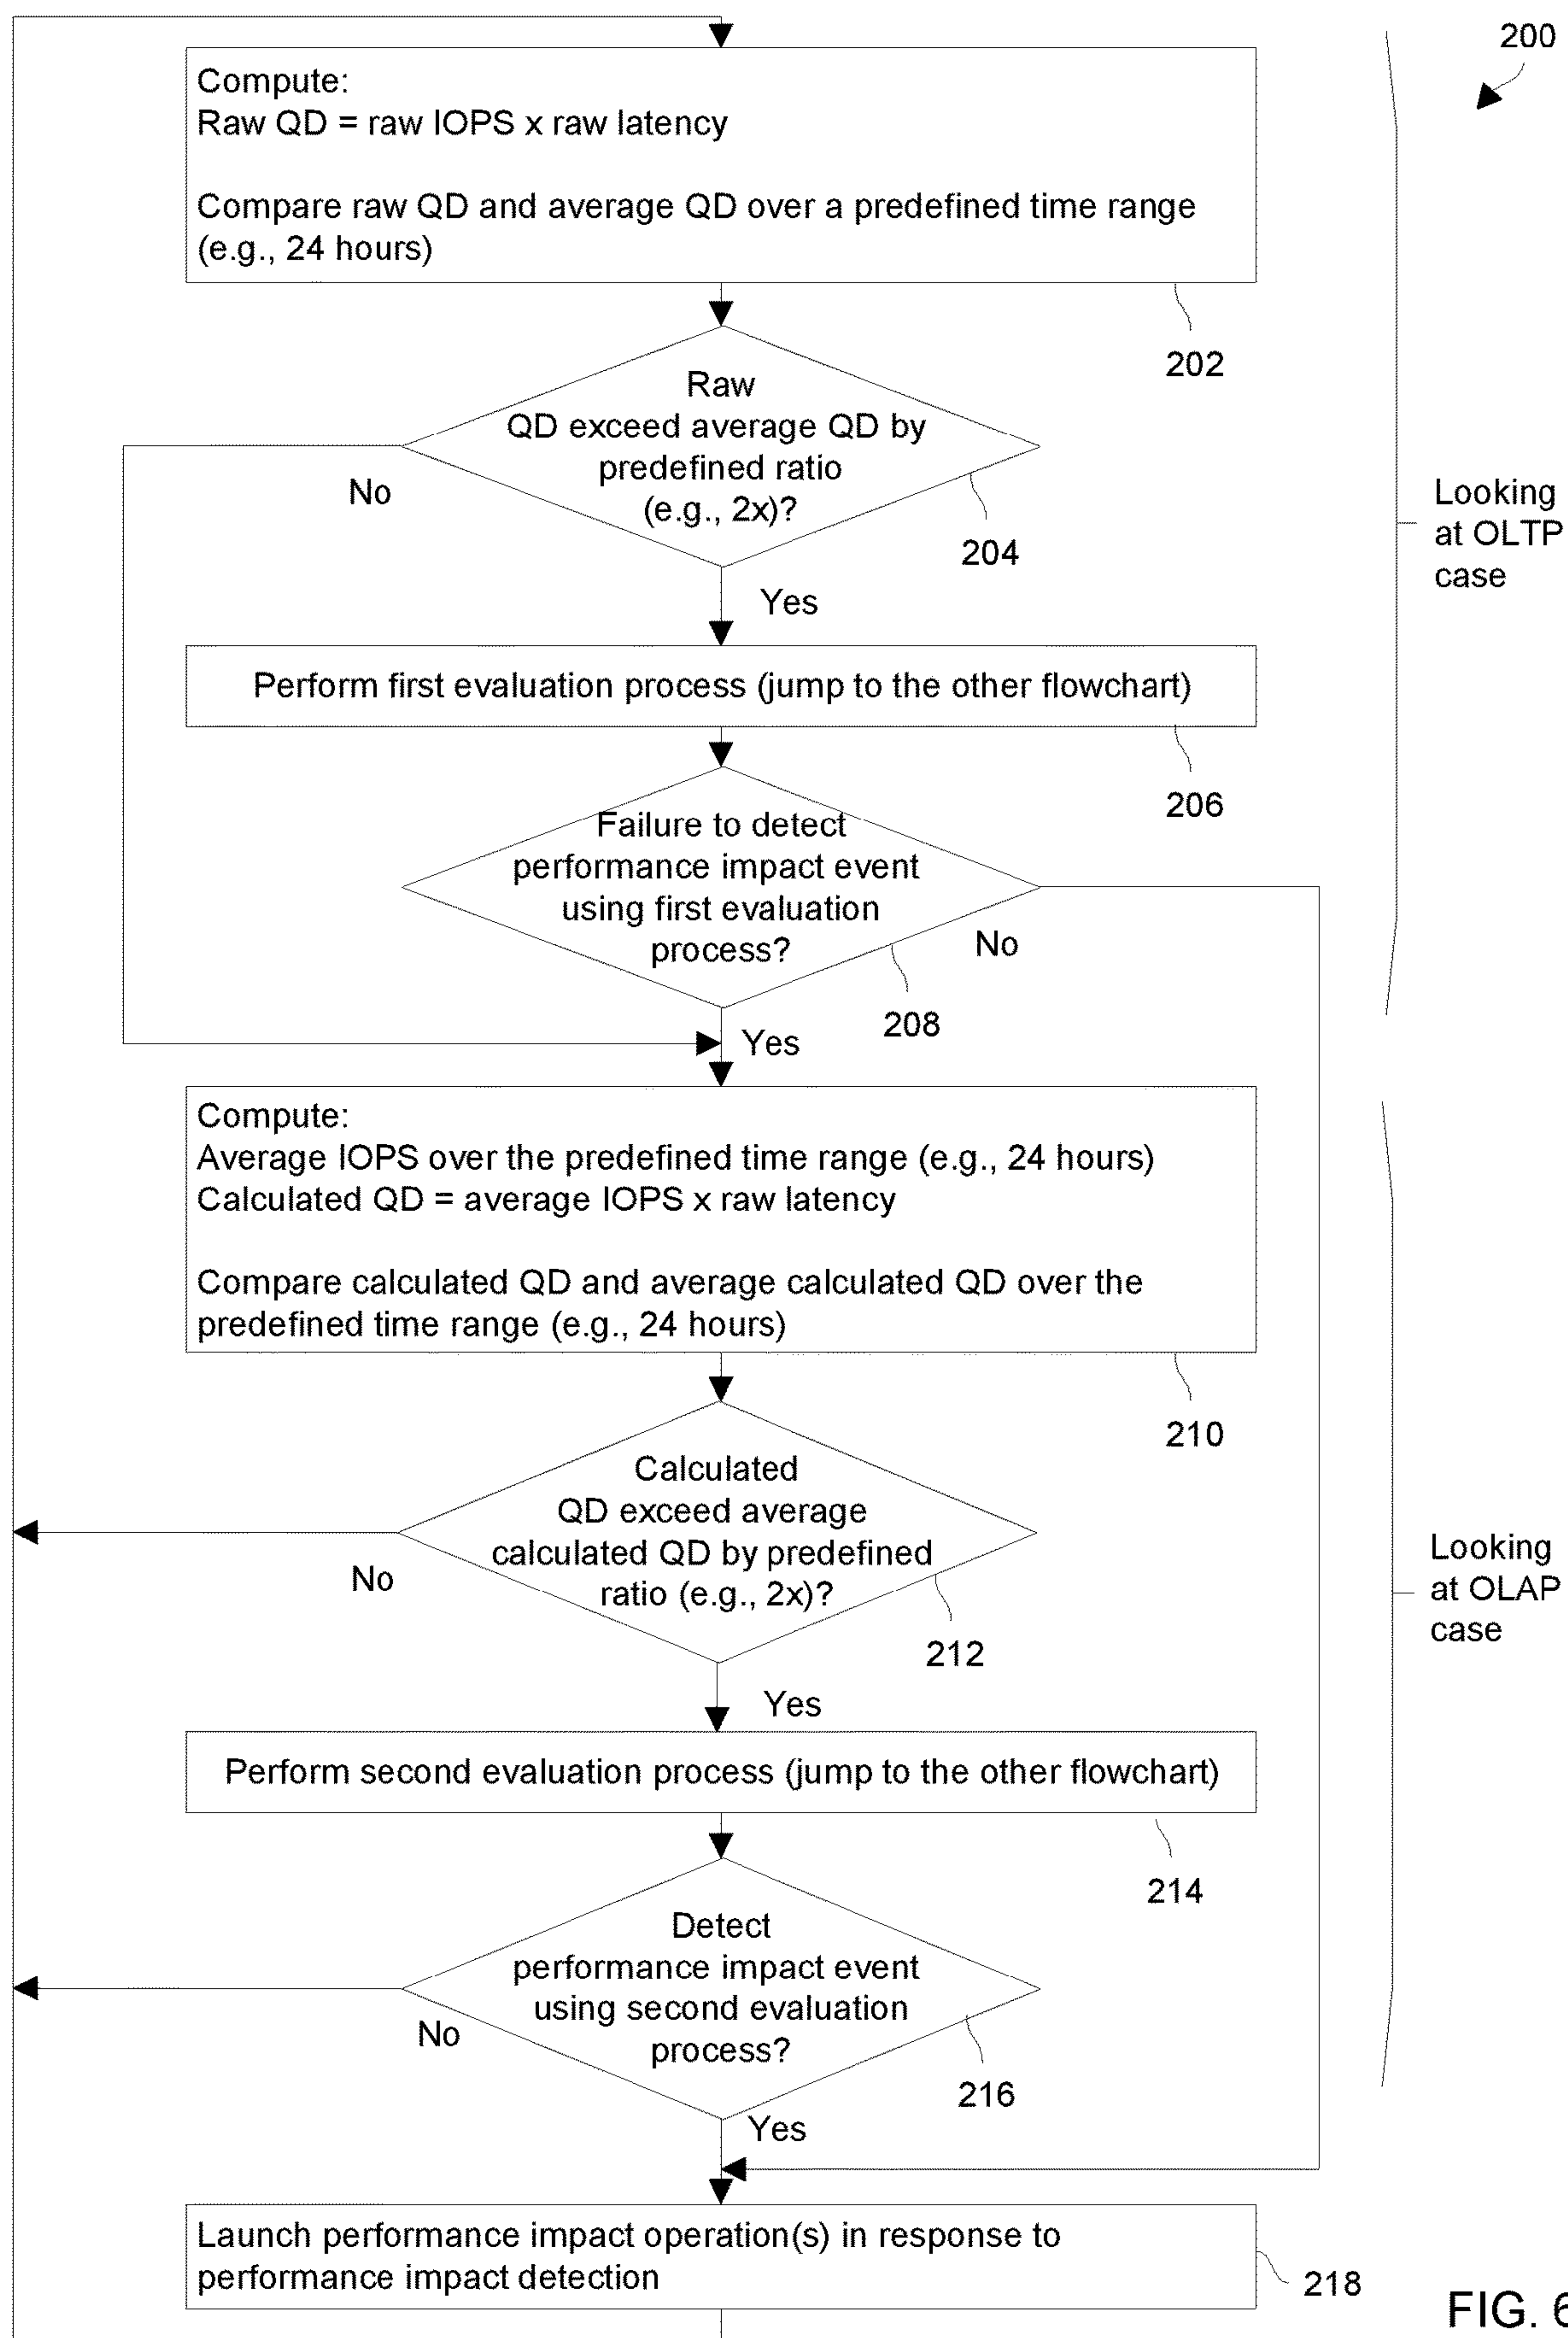 200
Compute:
Raw QD = raw IOPS x raw latency
Compare raw QD and average QD over a predefined time range
(e.g., 24 hours)
202
Raw
QD exceed average QD by
predefined ratio
(e.g., 2x)?
No
204
Looking
at OLTP
case
Yes
Perform first evaluation process (jump to the other flowchart)
206
Failure to detect
performance impact event
using first evaluation
process?
No
208
Yes
Compute:
Average IOPS over the predefined time range (e.g., 24 hours)
Calculated QD = average IOPS x raw latency
Compare calculated QD and average calculated QD over the
predefined time range (e.g., 24 hours)
210
Calculated
QD exceed average
calculated QD by predefined
ratio (e.g., 2x)?
No
212
Looking
at OLAP
case
Yes
Perform second evaluation process (jump to the other flowchart)
214
Detect
performance impact event
using second evaluation
process?
No
216
Yes
Launch performance impact operation(s) in response to
performance impact detection
218
FIG. 6